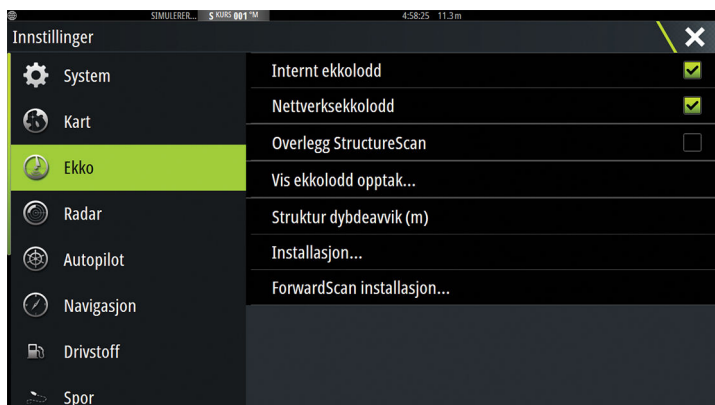 SIMULERER... S KURS 001 °M 4:58:25 11.3 m
Innstillinger
System
Kart
Ekko
Radar
Autopilot
Navigasjon
Drivstoff
Spor
Internt ekkolodd
Nettverksekkolodd
Overlegg StructureScan
Vis ekkolodd opptak...
Struktur dybdeavvik (m)
Installasjon...
ForwardScan installasjon...